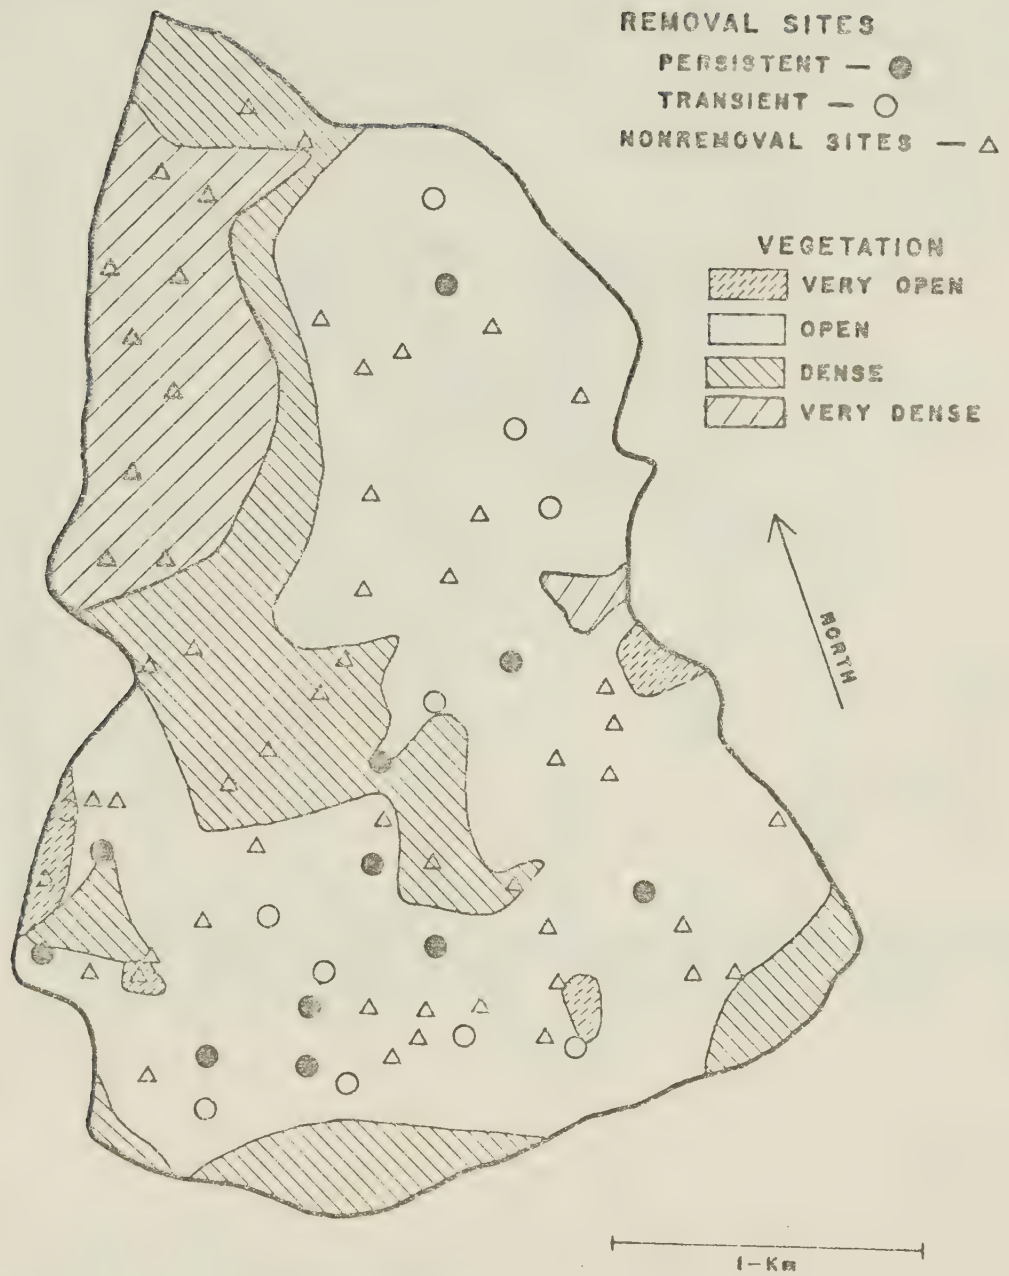 REMOVAL SITES
PERSISTENT —
TRANSIENT —
NONREMOVAL SITES —
VEGETATION
VERY OPEN
OPEN
DENSE
VERY DENSE
NORTH
1-Km